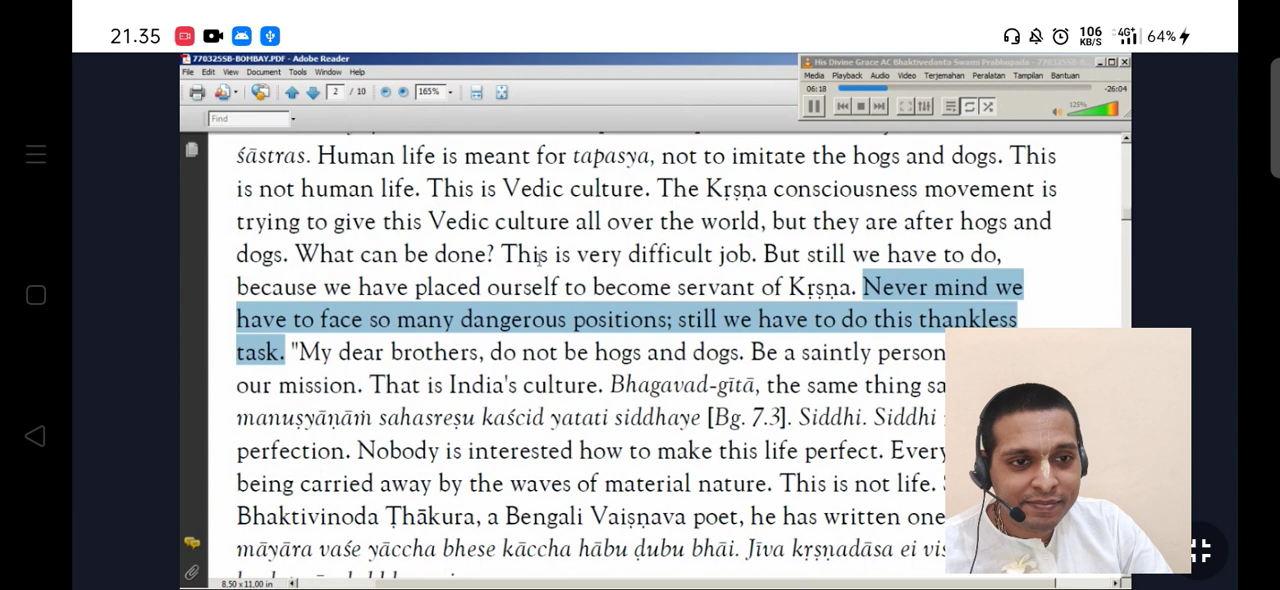 21.35
106
KB/S
4G+
64%
770325SB-BOMBAY.PDF - Adobe Reader
File Edit View Document Tools Window Help
2 / 10 165%
Find
His Divine Grace AC Bhaktivedanta Swami Prabhupada - 770325SB-B
Media Playback Audio Video Terjemahan Peralatan Tampilan Bantuan
06:18 -26:04
125%
śāstras. Human life is meant for tapasya, not to imitate the hogs and dogs. This
is not human life. This is Vedic culture. The Kṛṣṇa consciousness movement is
trying to give this Vedic culture all over the world, but they are after hogs and
dogs. What can be done? This is very difficult job. But still we have to do,
because we have placed ourself to become servant of Kṛṣṇa. Never mind we
have to face so many dangerous positions; still we have to do this thankless
task. "My dear brothers, do not be hogs and dogs. Be a saintly person
our mission. That is India's culture. Bhagavad-gītā, the same thing sa
manuṣyāṇāṁ sahasreṣu kaścid yatati siddhaye [Bg. 7.3]. Siddhi. Siddhi
perfection. Nobody is interested how to make this life perfect. Every
being carried away by the waves of material nature. This is not life.
Bhaktivinoda Ṭhākura, a Bengali Vaiṣṇava poet, he has written one
māyāra vaśe yāccha bhese kāccha hābu ḍubu bhāi. Jīva kṛṣṇadāsa ei vis
8,50 x 11,00 in